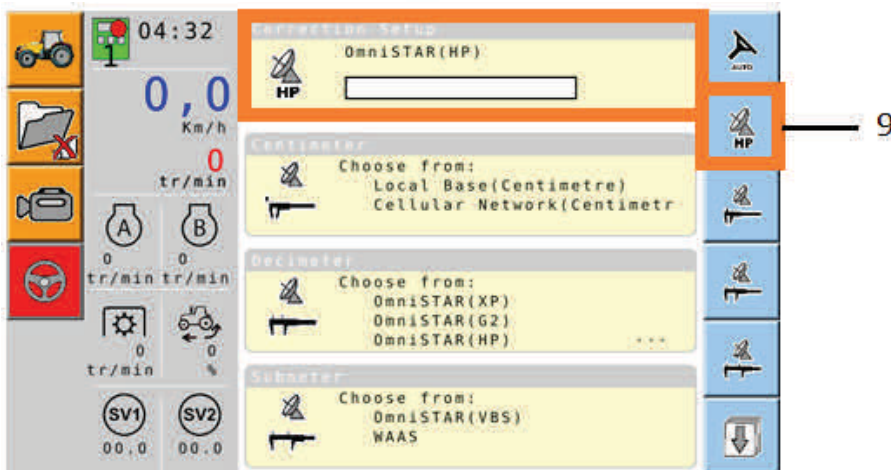 04:32
1
0,0
Km/h
0
tr/min
A
B
0
0
tr/min
tr/min
0
0
tr/min
%
SV1
SV2
00.0
00.0
Correction Setup
OmniSTAR(HP)
HP
Centimeter
Choose from:
Local Base(Centimetre)
Cellular Network(Centimetr
Decimeter
Choose from:
OmniSTAR(XP)
OmniSTAR(G2)
OmniSTAR(HP)
...
Submeter
Choose from:
OmniSTAR(VBS)
WAAS
AUTO
HP
9